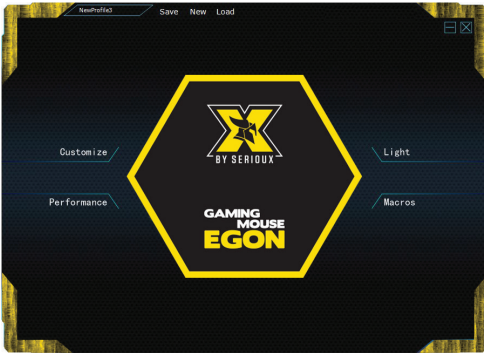 NewProfile3 Save New Load
BY SERIOUX
Customize
Light
Performance
Macros
GAMING
MOUSE
EGON